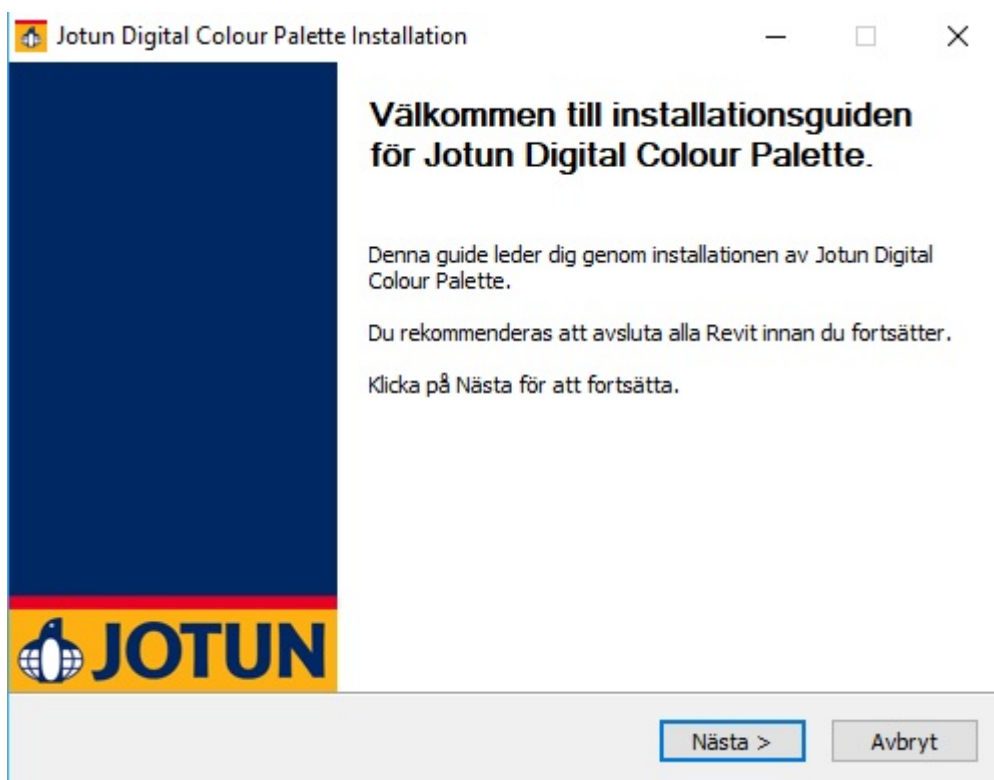 Jotun Digital Colour Palette Installation
Välkommen till installationsguiden
för Jotun Digital Colour Palette.
Denna guide leder dig genom installationen av Jotun Digital
Colour Palette.
Du rekommenderas att avsluta alla Revit innan du fortsätter.
Klicka på Nästa för att fortsätta.
JOTUN
Nästa >
Avbryt